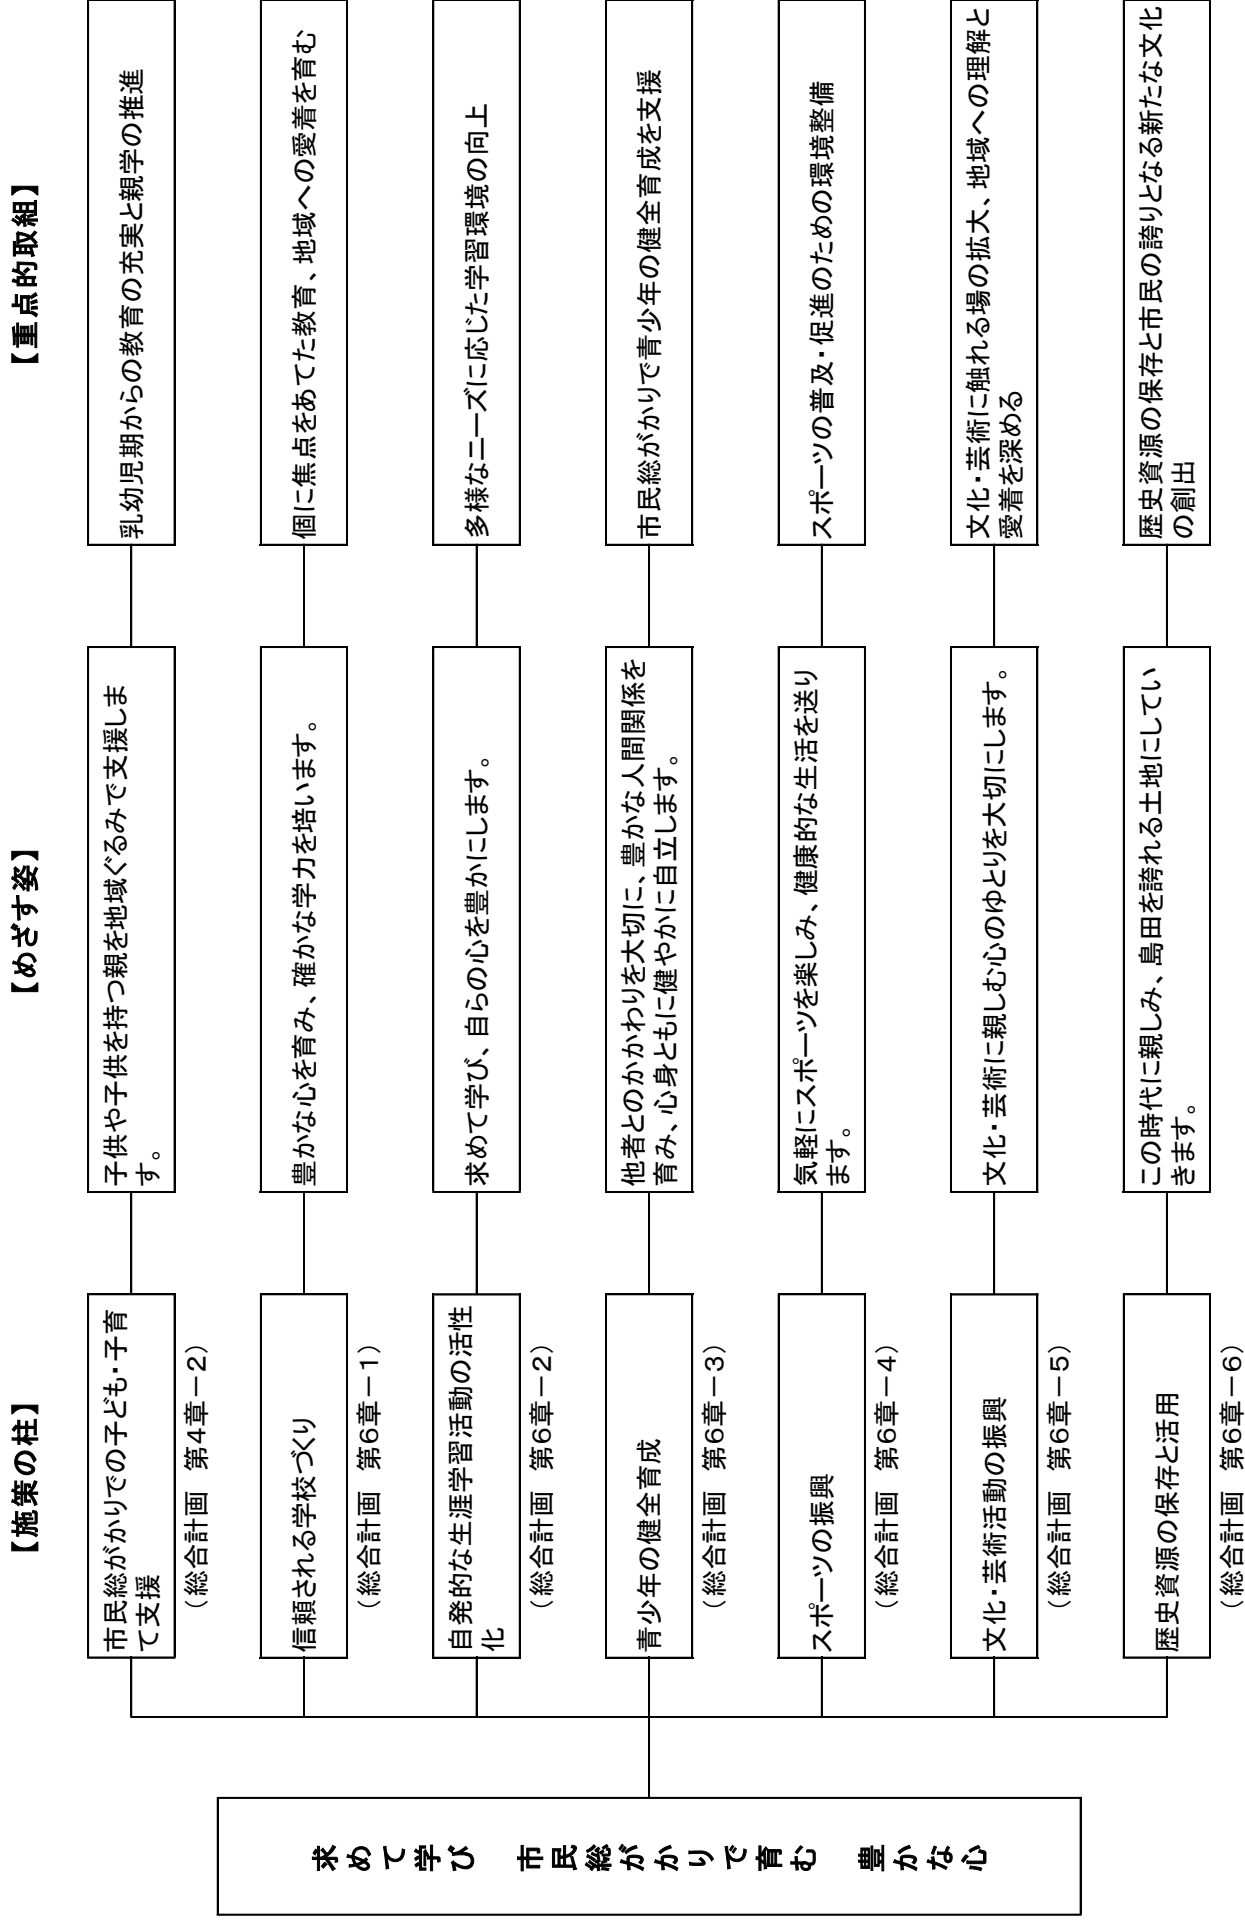 【施策の柱】
【めざす姿】
【重点的取組】
求めて学び　市民総がかりで育む　豊かな心
市民総がかりでの子ども・子育
て支援
（総合計画　第４章－２）
子供や子供を持つ親を地域ぐるみで支援しま
す。
乳幼児期からの教育の充実と親学の推進
信頼される学校づくり
（総合計画　第６章－１）
豊かな心を育み、確かな学力を培います。
個に焦点をあてた教育、地域への愛着を育む
自発的な生涯学習活動の活性
化
（総合計画　第６章－２）
求めて学び、自らの心を豊かにします。
多様なニーズに応じた学習環境の向上
青少年の健全育成
（総合計画　第６章－３）
他者とのかかわりを大切に、豊かな人間関係を
育み、心身ともに健やかに自立します。
市民総がかりで青少年の健全育成を支援
スポーツの振興
（総合計画　第６章－４）
気軽にスポーツを楽しみ、健康的な生活を送り
ます。
スポーツの普及・促進のための環境整備
文化・芸術活動の振興
（総合計画　第６章－５）
文化・芸術に親しむ心のゆとりを大切にします。
文化・芸術に触れる場の拡大、地域への理解と
愛着を深める
歴史資源の保存と活用
（総合計画　第６章－６）
この時代に親しみ、島田を誇れる土地にしてい
きます。
歴史資源の保存と市民の誇りとなる新たな文化
の創出